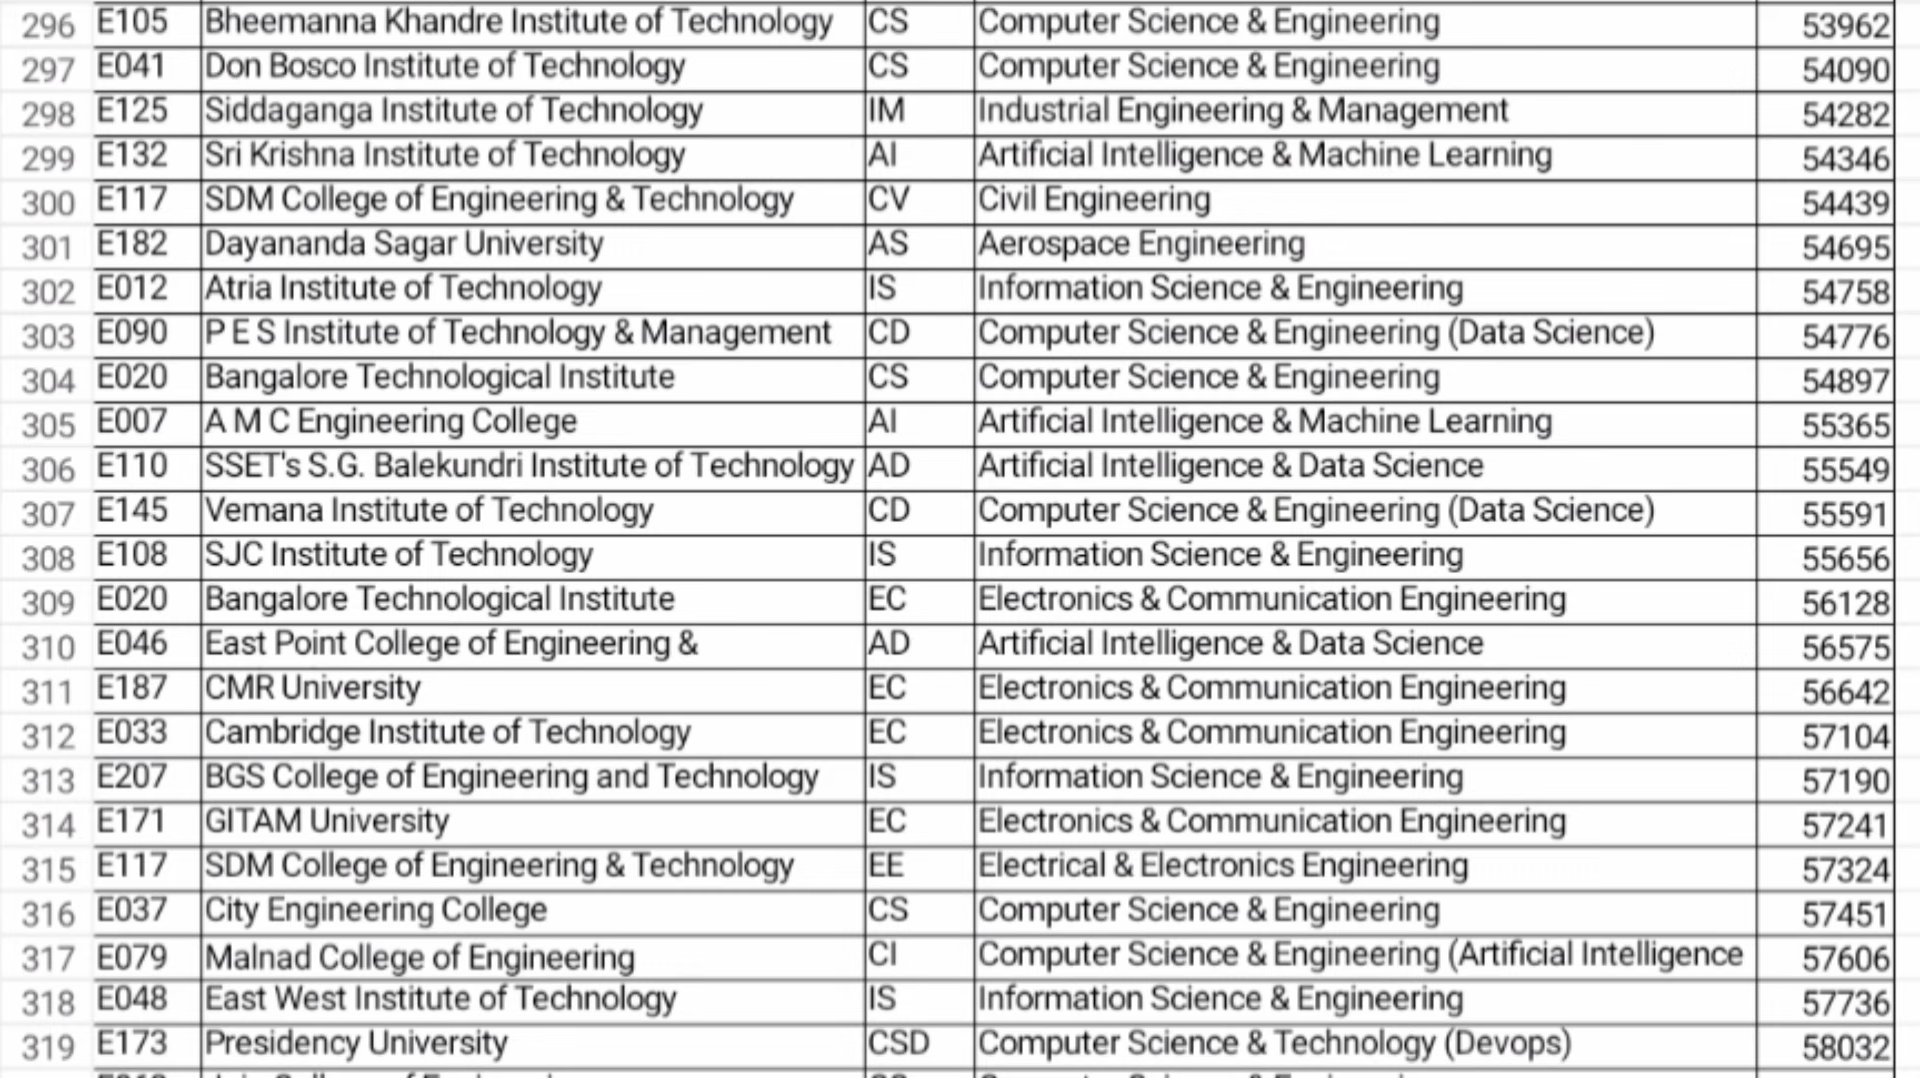 296 E105 Bheemanna Khandre Institute of Technology CS Computer Science & Engineering 53962
297 E041 Don Bosco Institute of Technology CS Computer Science & Engineering 54090
298 E125 Siddaganga Institute of Technology IM Industrial Engineering & Management 54282
299 E132 Sri Krishna Institute of Technology AI Artificial Intelligence & Machine Learning 54346
300 E117 SDM College of Engineering & Technology CV Civil Engineering 54439
301 E182 Dayananda Sagar University AS Aerospace Engineering 54695
302 E012 Atria Institute of Technology IS Information Science & Engineering 54758
303 E090 P E S Institute of Technology & Management CD Computer Science & Engineering (Data Science) 54776
304 E020 Bangalore Technological Institute CS Computer Science & Engineering 54897
305 E007 A M C Engineering College AI Artificial Intelligence & Machine Learning 55365
306 E110 SSET's S.G. Balekundri Institute of Technology AD Artificial Intelligence & Data Science 55549
307 E145 Vemana Institute of Technology CD Computer Science & Engineering (Data Science) 55591
308 E108 SJC Institute of Technology IS Information Science & Engineering 55656
309 E020 Bangalore Technological Institute EC Electronics & Communication Engineering 56128
310 E046 East Point College of Engineering & AD Artificial Intelligence & Data Science 56575
311 E187 CMR University EC Electronics & Communication Engineering 56642
312 E033 Cambridge Institute of Technology EC Electronics & Communication Engineering 57104
313 E207 BGS College of Engineering and Technology IS Information Science & Engineering 57190
314 E171 GITAM University EC Electronics & Communication Engineering 57241
315 E117 SDM College of Engineering & Technology EE Electrical & Electronics Engineering 57324
316 E037 City Engineering College CS Computer Science & Engineering 57451
317 E079 Malnad College of Engineering CI Computer Science & Engineering (Artificial Intelligence 57606
318 E048 East West Institute of Technology IS Information Science & Engineering 57736
319 E173 Presidency University CSD Computer Science & Technology (Devops) 58032